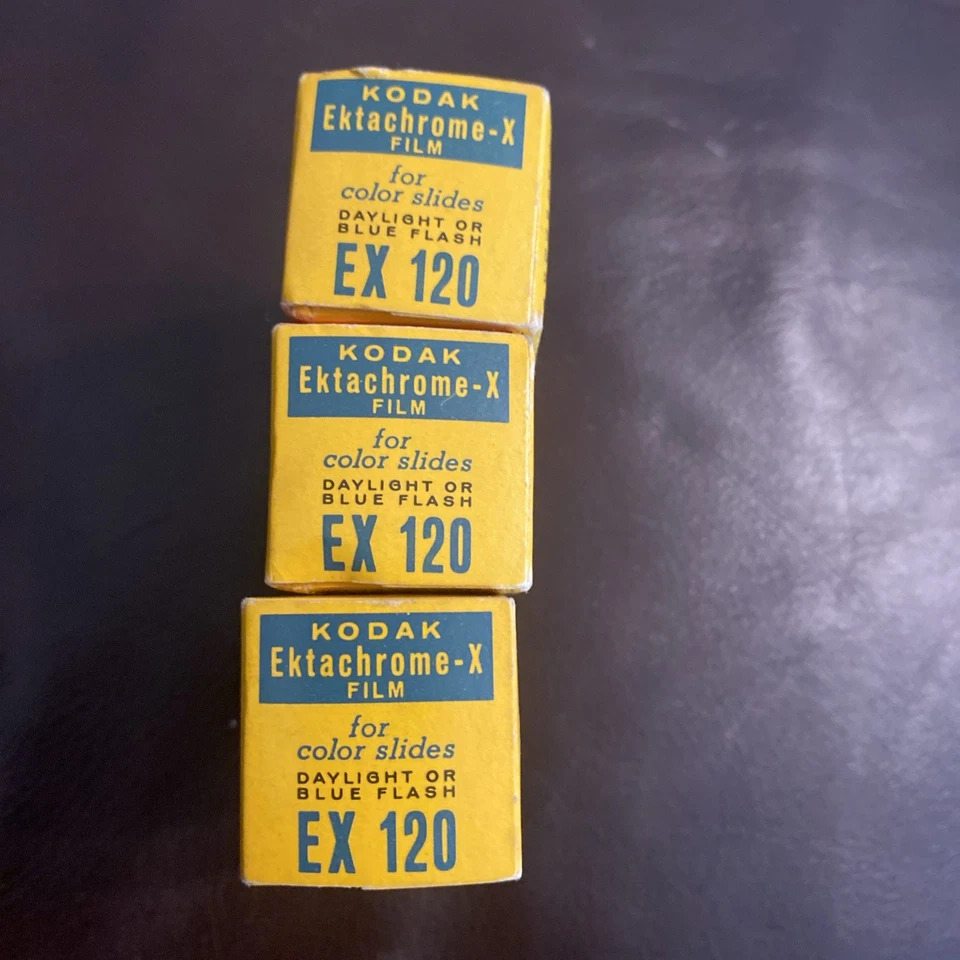 KODAK
Ektachrome-X
FILM
for
color slides
DAYLIGHT OR
BLUE FLASH
EX 120
KODAK
Ektachrome-X
FILM
for
color slides
DAYLIGHT OR
BLUE FLASH
EX 120
KODAK
Ektachrome-X
FILM
for
color slides
DAYLIGHT OR
BLUE FLASH
EX 120